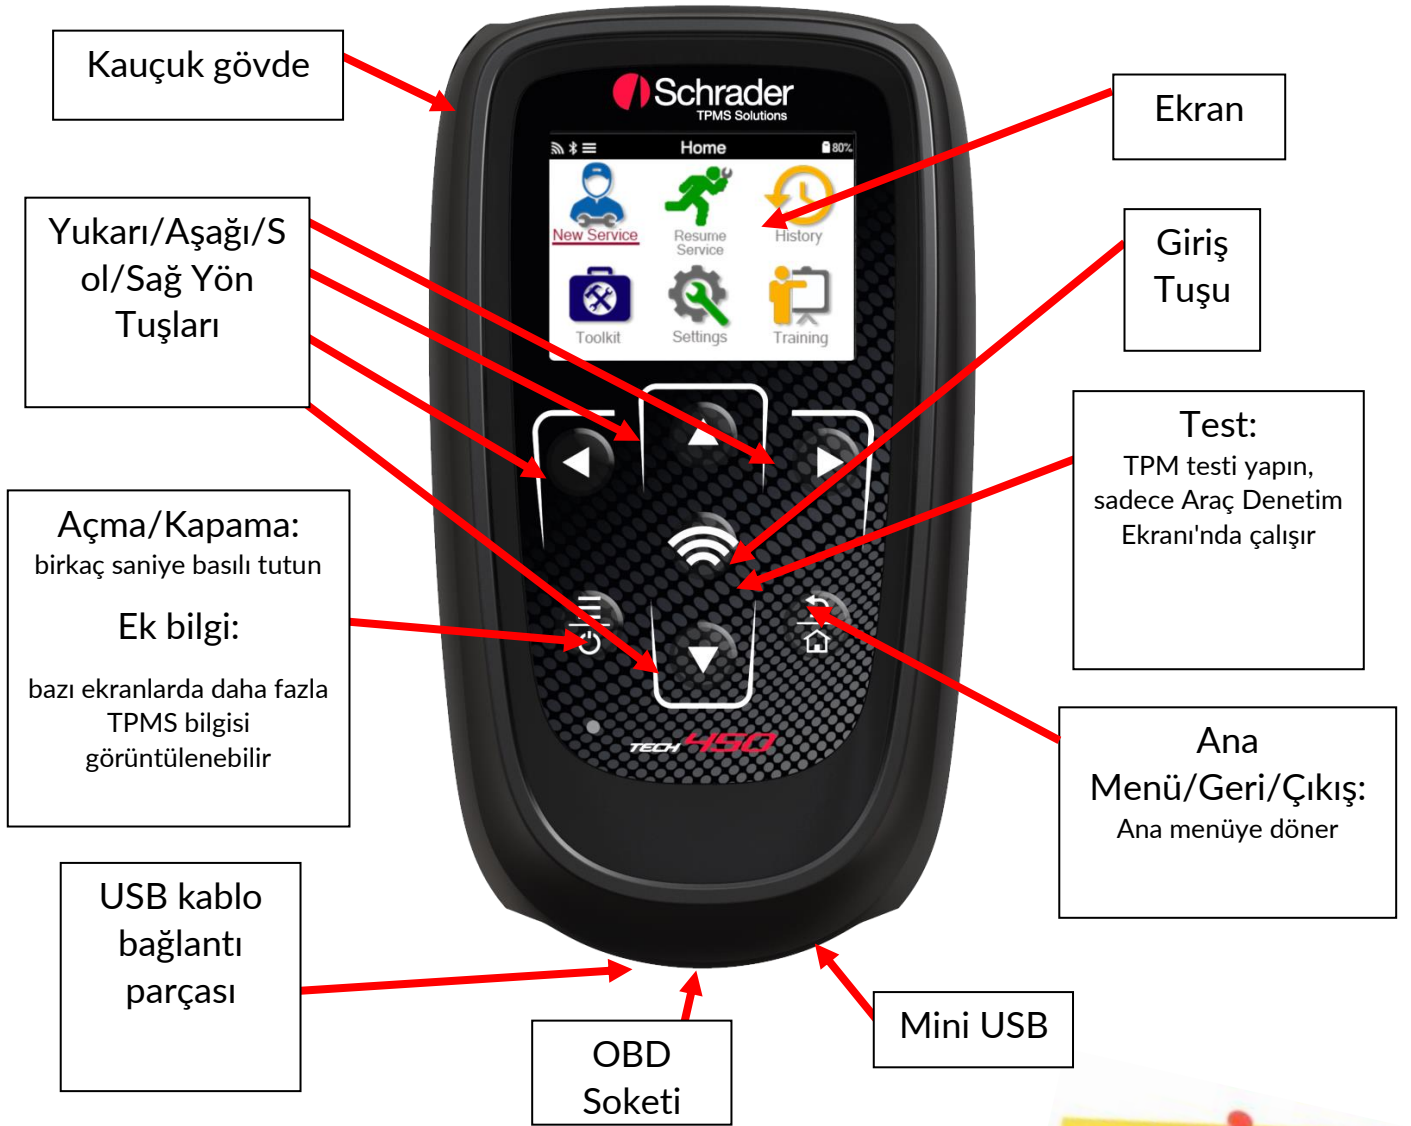 Kauçuk gövde
Schrader
TPMS Solutions
Ekran
Home
80%
New Service
Resume
Service
History
Toolkit
Settings
Training
Yukarı/Aşağı/S
ol/Sağ Yön
Tuşları
Giriş
Tuşu
Test:
TPM testi yapın,
sadece Araç Denetim
Ekranı'nda çalışır
Açma/Kapama:
birkaç saniye basılı tutun
Ek bilgi:
bazı ekranlarda daha fazla
TPMS bilgisi
görüntülenebilir
TECH 450
Ana
Menü/Geri/Çıkış:
Ana menüye döner
USB kablo
bağlantı
parçası
OBD
Soketi
Mini USB